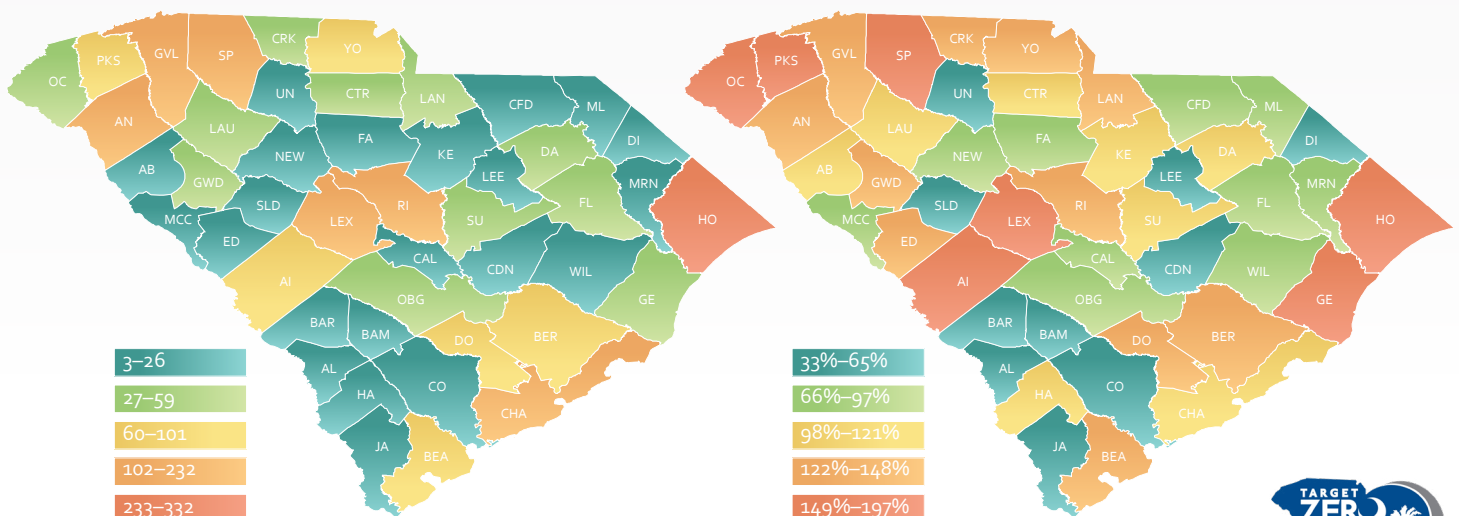 CRK
YO
GVL
SP
PKS
OC
UN
CTR
LAN
CFD
ML
AN
LAU
FA
DI
NEW
KE
DA
AB
GWD
LEE
MRN
SLD
RI
FL
MCC
LEX
SU
HO
ED
CAL
CDN
WIL
AI
OBG
GE
BAR
BAM
DO
BER
AL
CO
HA
CHA
JA
BEA
3–26
27–59
60–101
102–232
233–332
CRK
YO
GVL
SP
PKS
OC
UN
CTR
LAN
CFD
ML
AN
LAU
FA
DI
NEW
KE
DA
AB
GWD
LEE
MRN
SLD
RI
FL
MCC
LEX
SU
HO
ED
CAL
CDN
WIL
AI
OBG
GE
BAR
BAM
DO
BER
AL
CO
HA
CHA
JA
BEA
33%–65%
66%–97%
98%–121%
122%–148%
149%–197%
TARGET
ZERO